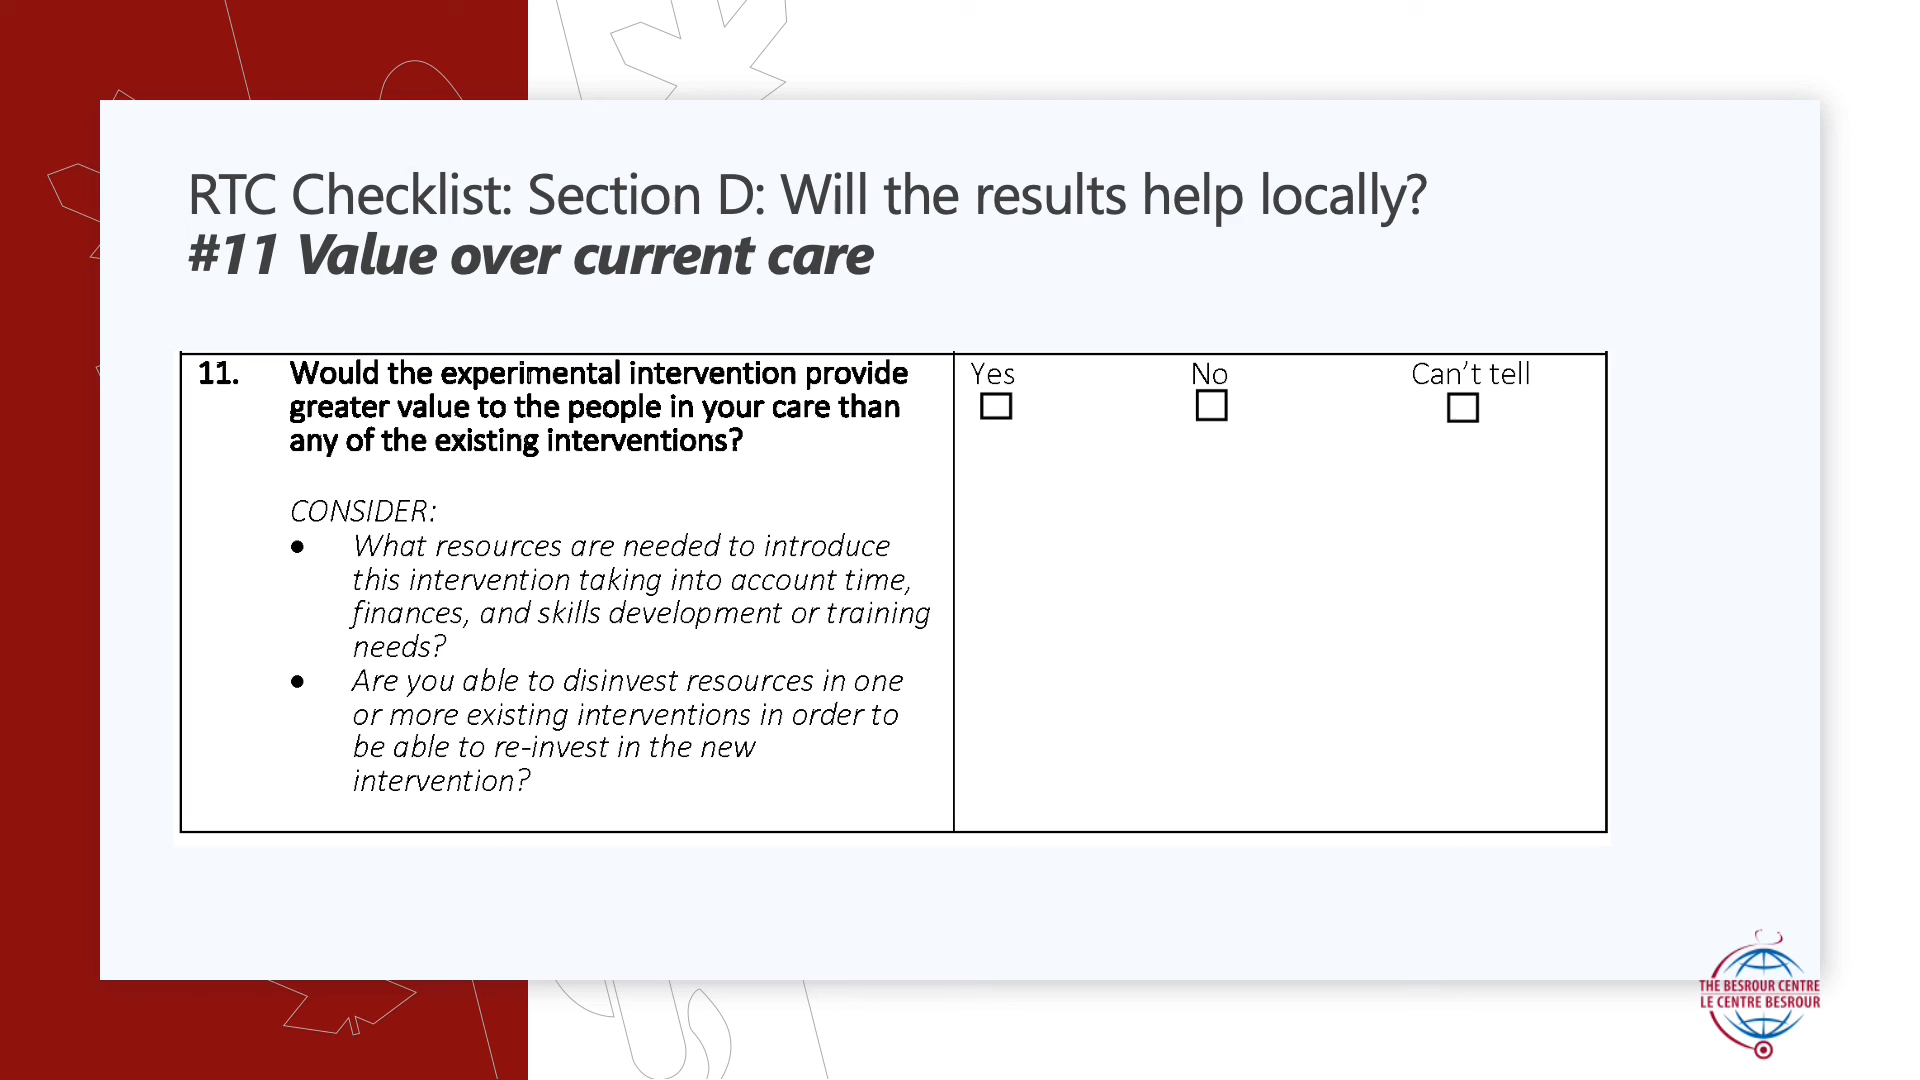 RTC Checklist: Section D: Will the results help locally?
#11 Value over current care
11. Would the experimental intervention provide
greater value to the people in your care than
any of the existing interventions?
Yes No Can't tell
CONSIDER:
● What resources are needed to introduce
this intervention taking into account time,
finances, and skills development or training
needs?
● Are you able to disinvest resources in one
or more existing interventions in order to
be able to re-invest in the new
intervention?
THE BESROUR CENTRE
LE CENTRE BESROUR